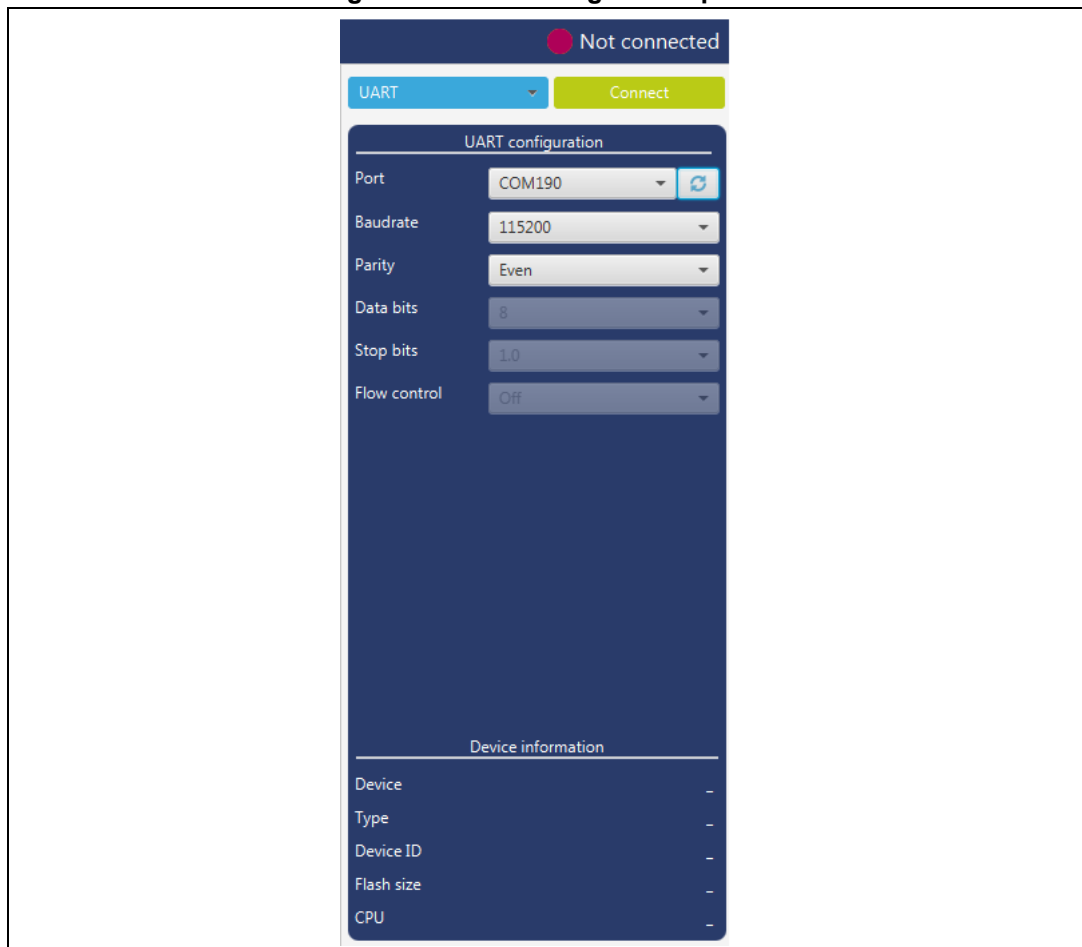 Not connected
UART Connect
UART configuration
Port COM190
Baudrate 115200
Parity Even
Data bits 8
Stop bits 1.0
Flow control Off
Device information
Device -
Type -
Device ID -
Flash size -
CPU -